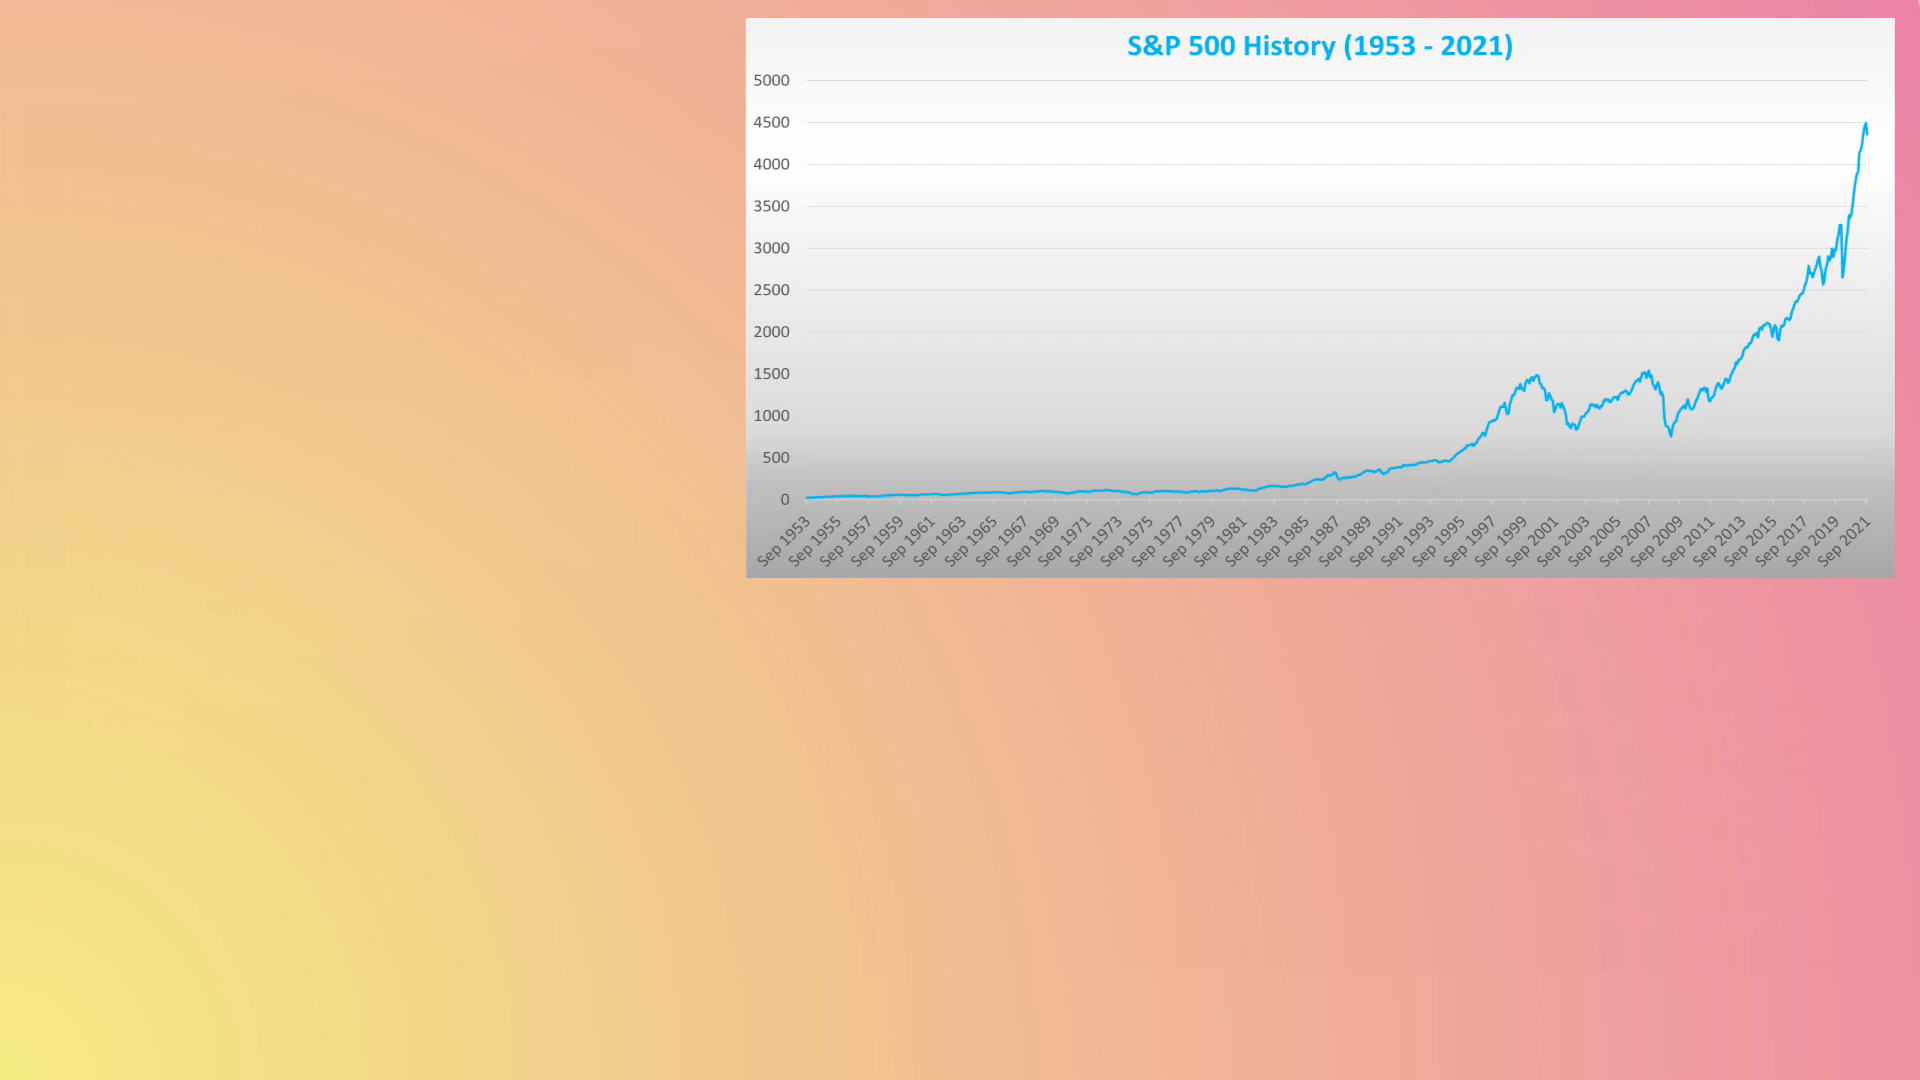 S&P 500 History (1953 - 2021)
5000
4500
4000
3500
3000
2500
2000
1500
1000
500
0
Sep 1953
Sep 1955
Sep 1957
Sep 1959
Sep 1961
Sep 1963
Sep 1965
Sep 1967
Sep 1969
Sep 1971
Sep 1973
Sep 1975
Sep 1977
Sep 1979
Sep 1981
Sep 1983
Sep 1985
Sep 1987
Sep 1989
Sep 1991
Sep 1993
Sep 1995
Sep 1997
Sep 1999
Sep 2001
Sep 2003
Sep 2005
Sep 2007
Sep 2009
Sep 2011
Sep 2013
Sep 2015
Sep 2017
Sep 2019
Sep 2021